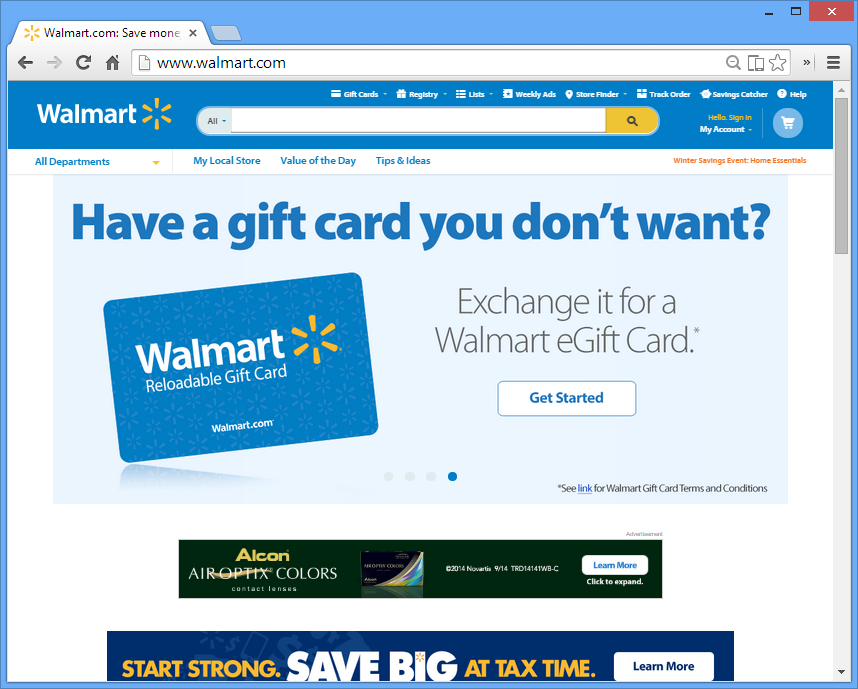 Walmart.com: Save mone
www.walmart.com
Gift Cards Registry Lists Weekly Ads Store Finder Track Order Savings Catcher Help
Walmart
All
Hello. Sign In
My Account
All Departments My Local Store Value of the Day Tips & Ideas Winter Savings Event: Home Essentials
Have a gift card you don't want?
Walmart
Reloadable Gift Card
Walmart.com
Exchange it for a
Walmart eGift Card.*
Get Started
*See link for Walmart Gift Card Terms and Conditions
Advertisement
Alcon
AIR OPTIX COLORS
contact lenses
AIR OPTIX COLORS
Alcon
©2014 Novartis 9/14 TRD14141WB-C
Learn More
Click to expand.
START STRONG. SAVE BIG AT TAX TIME.
Learn More